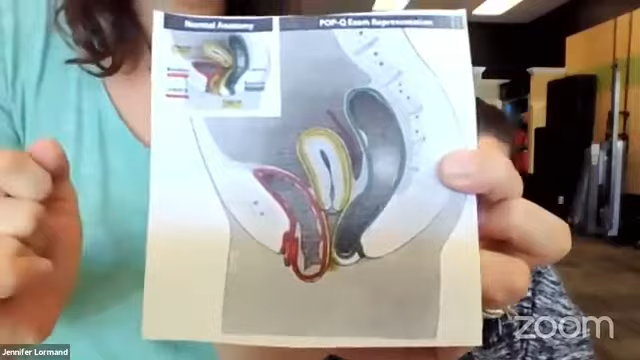 Normal Anatomy
POP-Q Exam Representation
zoom
Jennifer Lormand